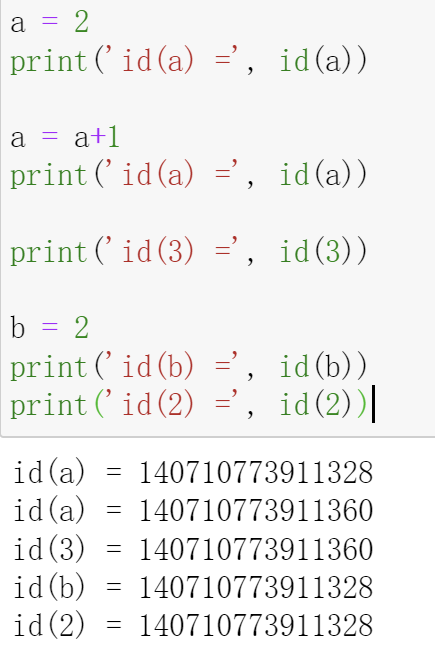 a = 2
print('id(a) =', id(a))
a = a+1
print('id(a) =', id(a))
print('id(3) =', id(3))
b = 2
print('id(b) =', id(b))
print('id(2) =', id(2))
id(a) = 140710773911328
id(a) = 140710773911360
id(3) = 140710773911360
id(b) = 140710773911328
id(2) = 140710773911328